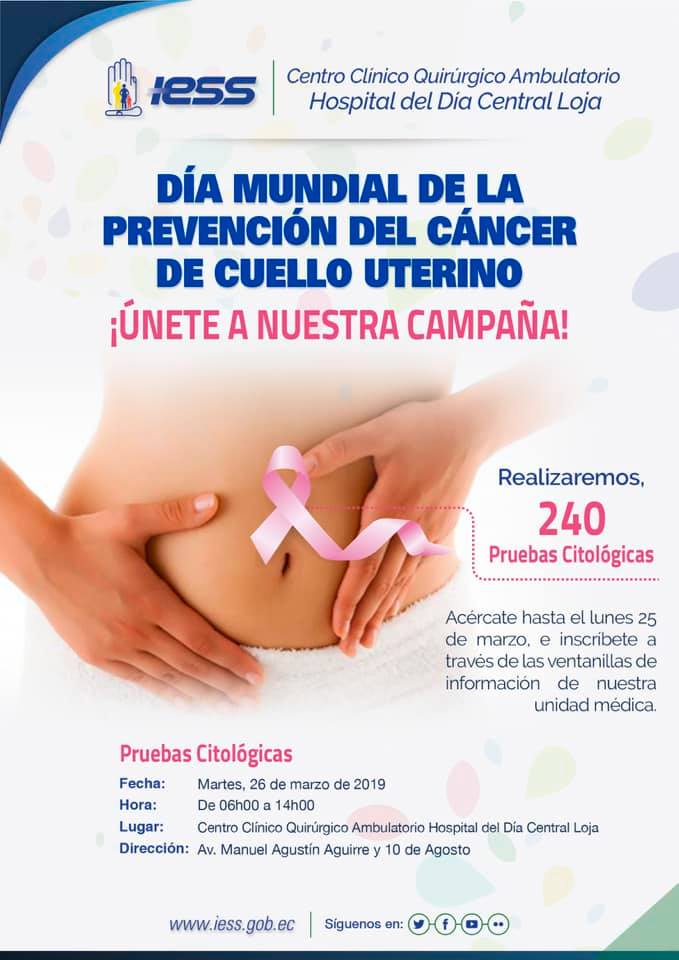 IESS
Centro Clínico Quirúrgico Ambulatorio
Hospital del Día Central Loja
DÍA MUNDIAL DE LA
PREVENCIÓN DEL CÁNCER
DE CUELLO UTERINO
¡ÚNETE A NUESTRA CAMPAÑA!
Realizaremos,
240
Pruebas Citológicas
Acércate hasta el lunes 25
de marzo, e inscríbete a
través de las ventanillas de
información de nuestra
unidad médica.
Pruebas Citológicas
Fecha: Martes, 26 de marzo de 2019
Hora: De 06h00 a 14h00
Lugar: Centro Clínico Quirúrgico Ambulatorio Hospital del Día Central Loja
Dirección: Av. Manuel Agustín Aguirre y 10 de Agosto
www.iess.gob.ec Síguenos en: